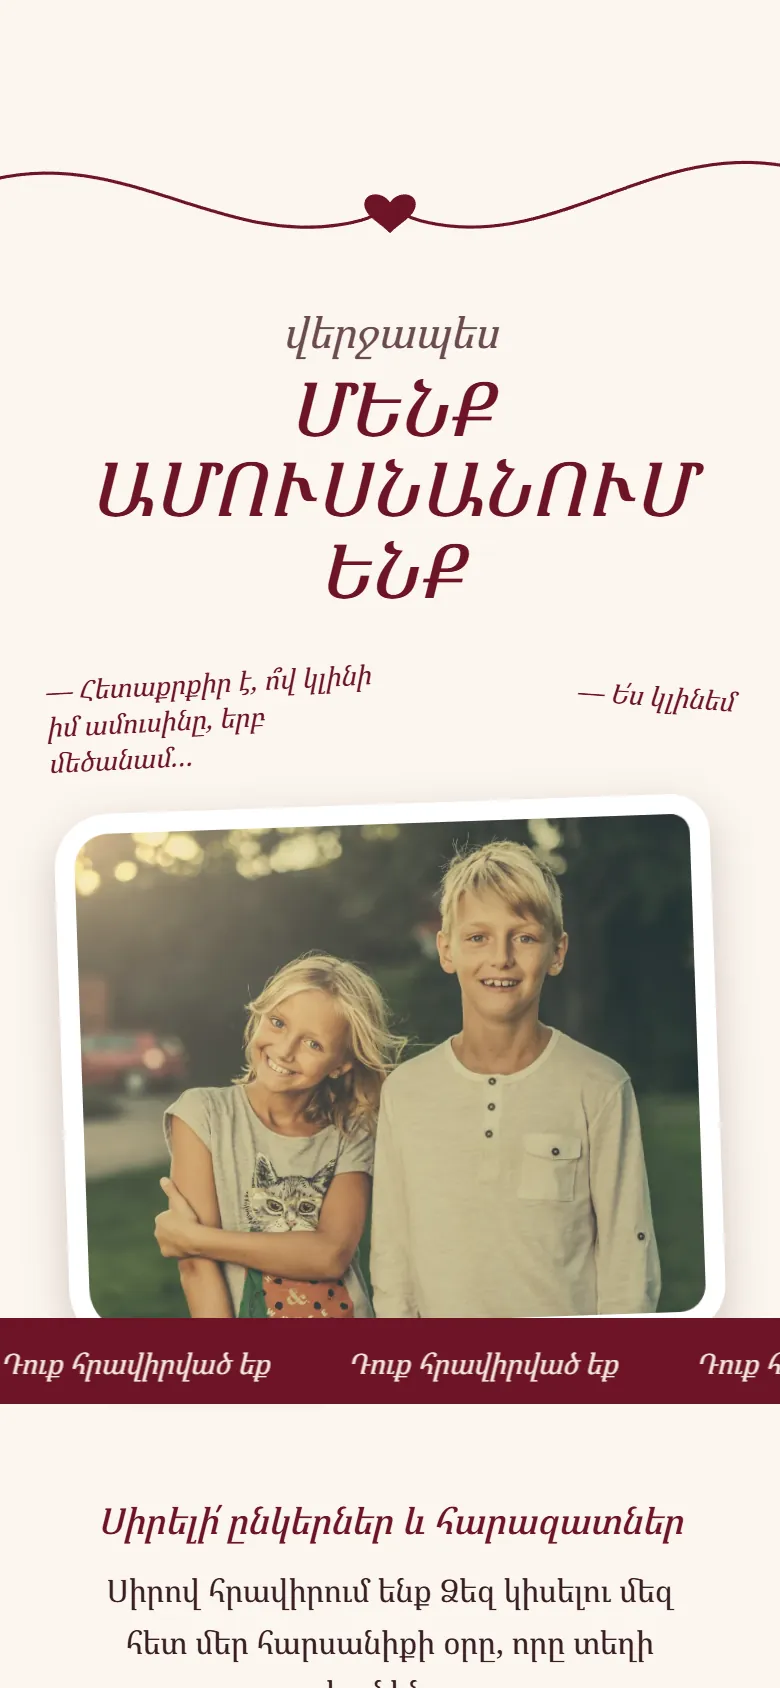 վերջապես
ՄԵՆՔ
ԱՄՈՒՍՆԱՆՈՒՄ
ԵՆՔ
— Հետաքրքիր է, ո՞վ կլինի
իմ ամուսինը, երբ
մեծանամ...
— Ե՛ս կլինեմ
&
Դուք հրավիրված եք Դուք հրավիրված եք Դուք
Սիրելի՛ ընկերներ և հարազատներ
Սիրով հրավիրում ենք Ձեզ կիսելու մեզ
հետ մեր հարսանիքի օրը, որը տեղի